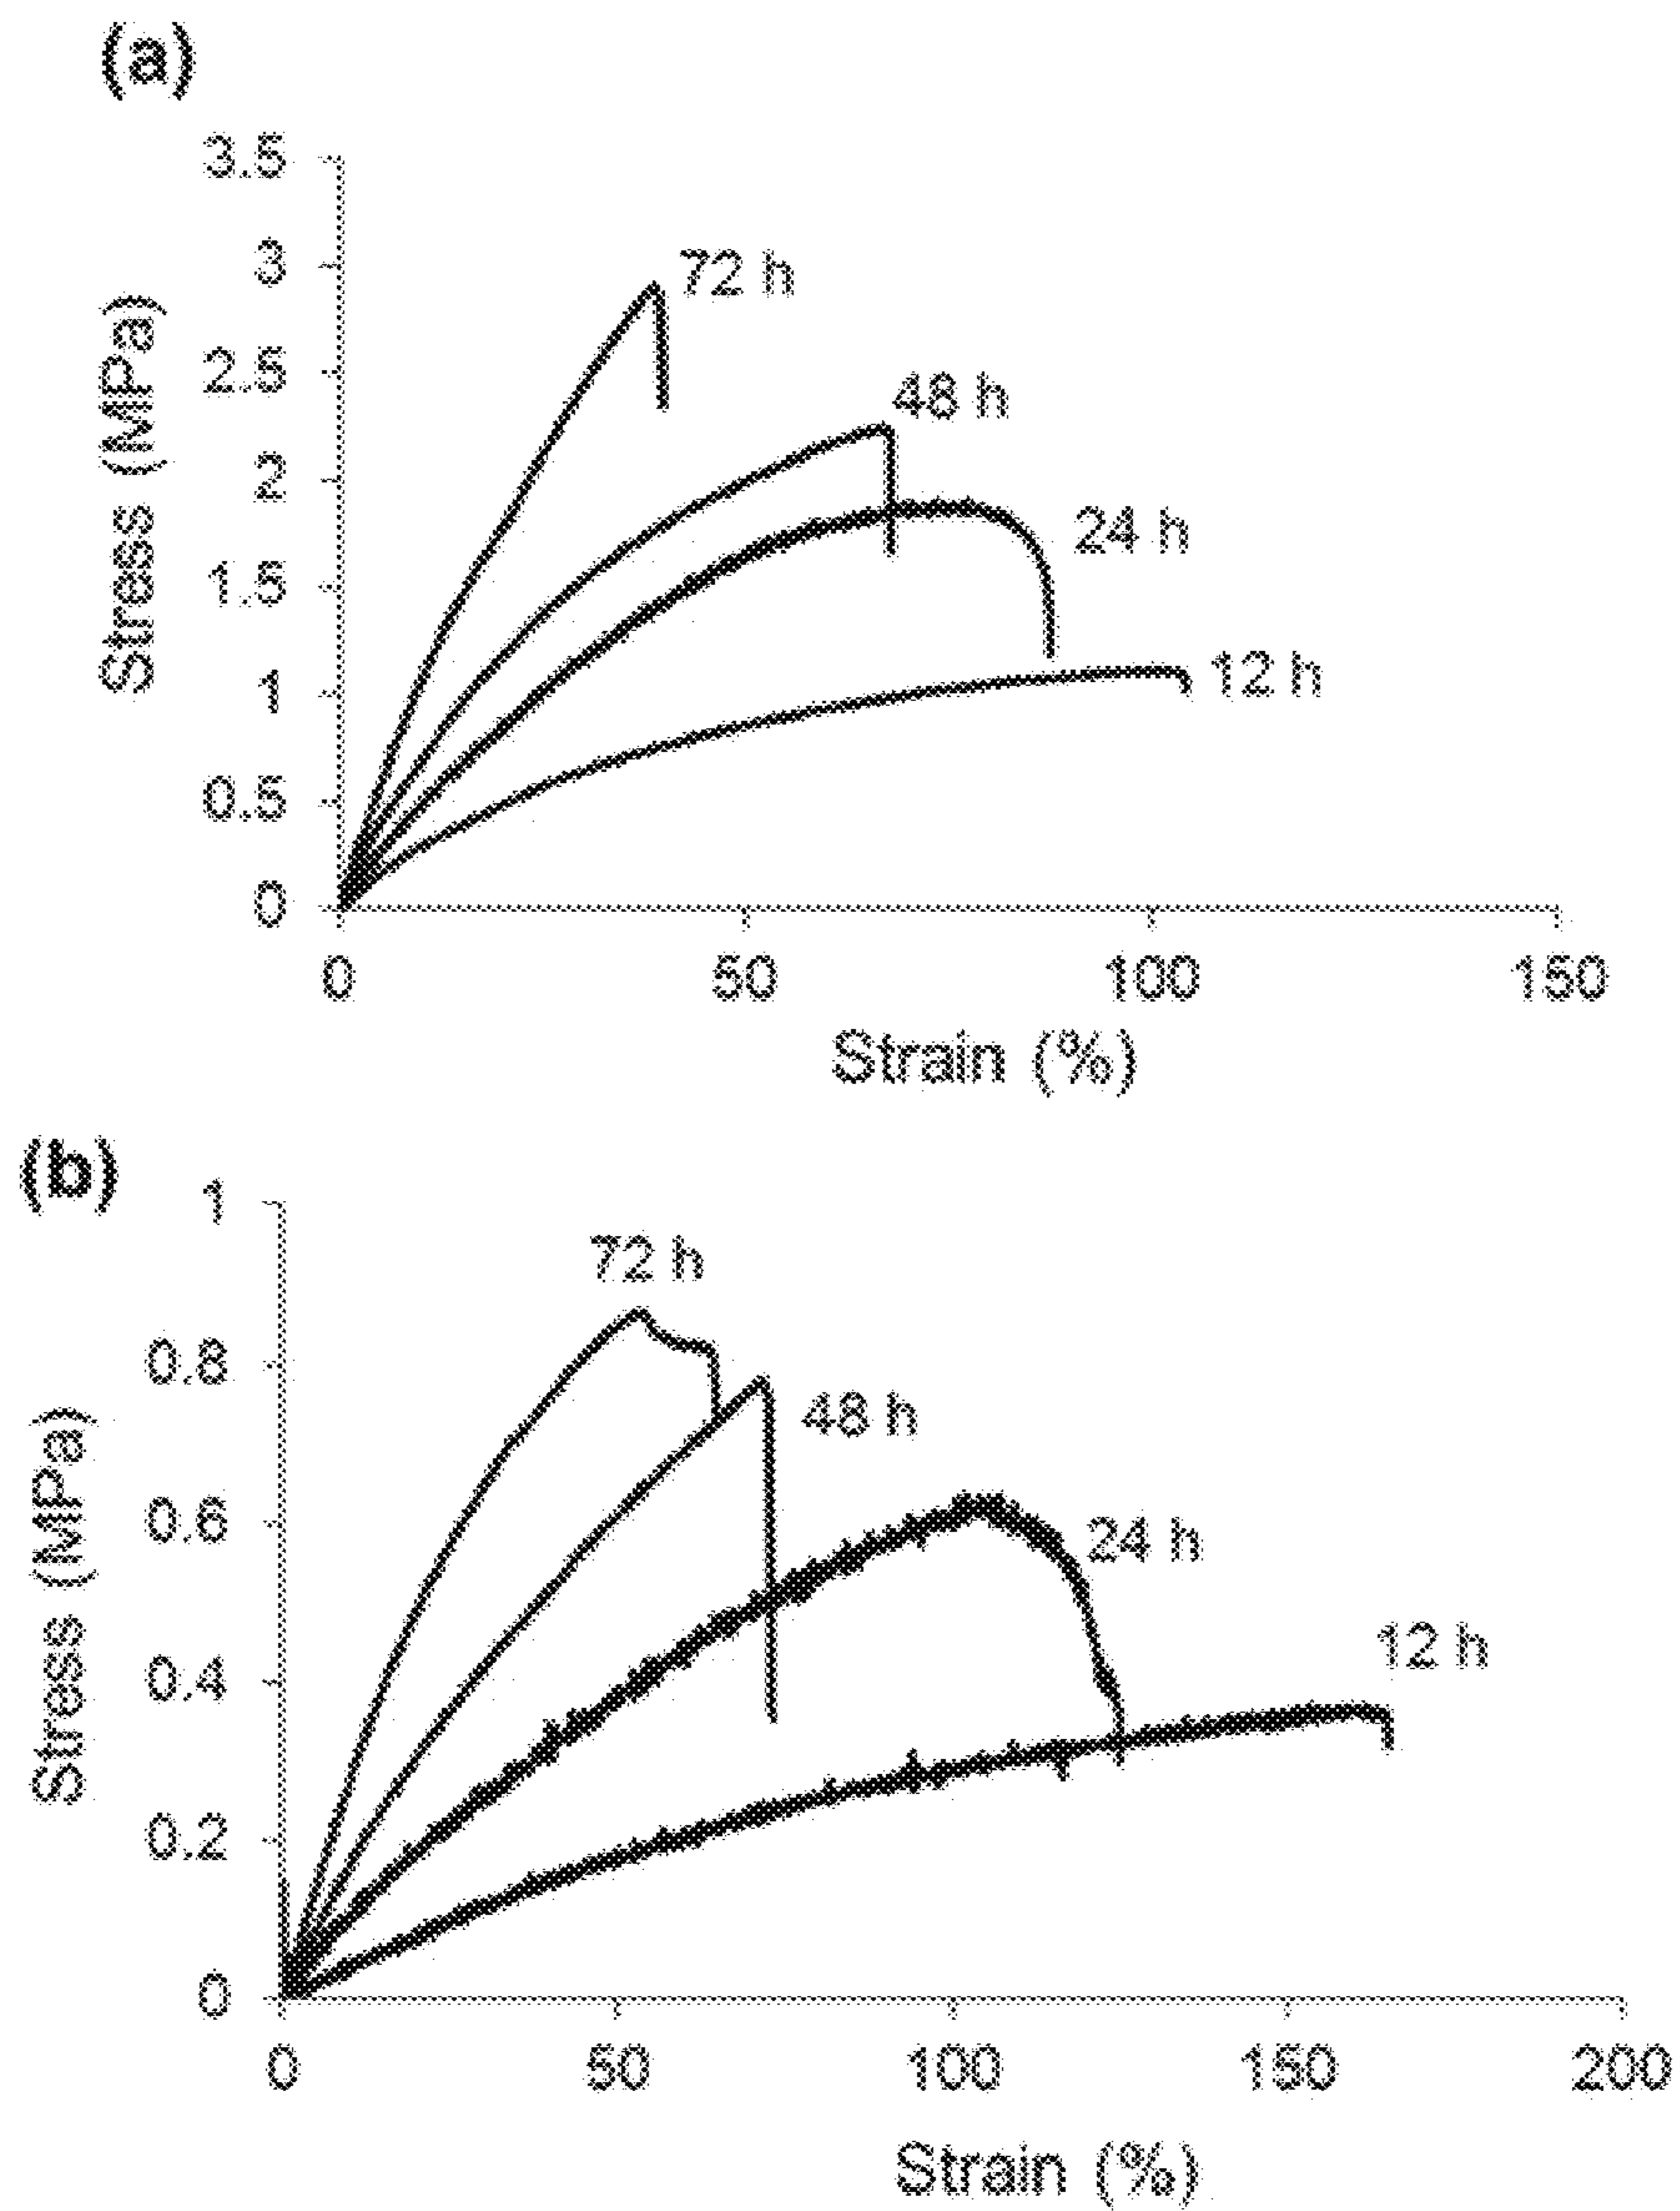 (a)
3.5
3
2.5
2
1.5
1
0.5
0
Stress (MPa)
72 h
48 h
24 h
12 h
0 50 100 150
Strain (%)
(b)
1
0.8
0.6
0.4
0.2
0
Stress (MPa)
72 h
48 h
24 h
12 h
0 50 100 150 200
Strain (%)